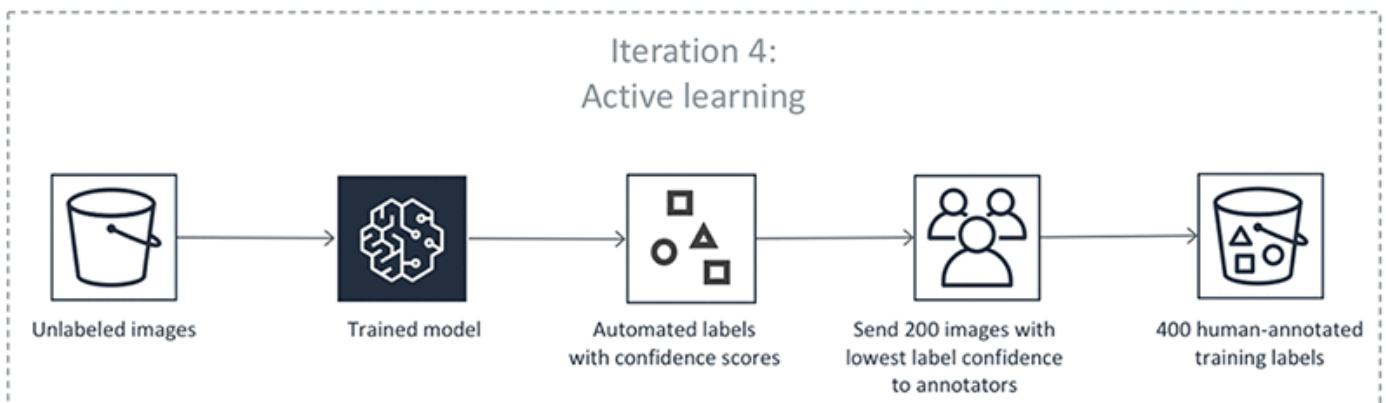 Iteration 4:
Active learning
Unlabeled images
Trained model
Automated labels
with confidence scores
Send 200 images with
lowest label confidence
to annotators
400 human-annotated
training labels